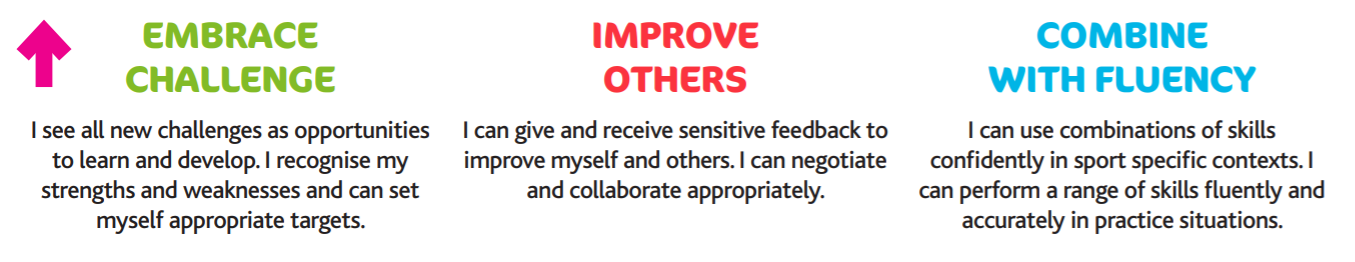 EMBRACE
CHALLENGE
I see all new challenges as opportunities
to learn and develop. I recognise my
strengths and weaknesses and can set
myself appropriate targets.
IMPROVE
OTHERS
I can give and receive sensitive feedback to
improve myself and others. I can negotiate
and collaborate appropriately.
COMBINE
WITH FLUENCY
I can use combinations of skills
confidently in sport specific contexts. I
can perform a range of skills fluently and
accurately in practice situations.